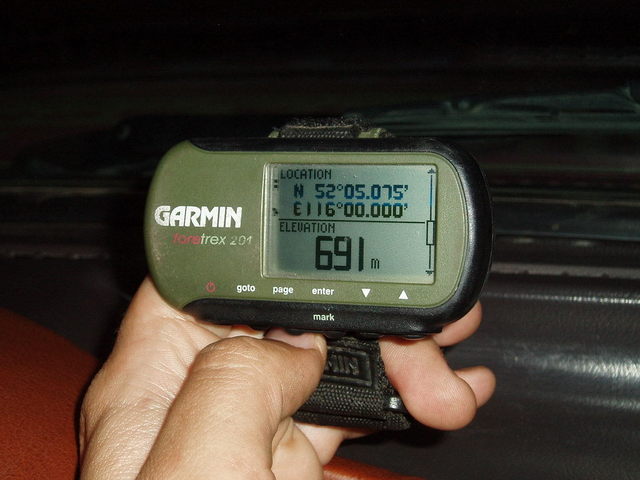 LOCATION
N 52°05.075'
E116°00.000'
ELEVATION
691 m
GARMIN
foretrex 201
goto page enter
mark